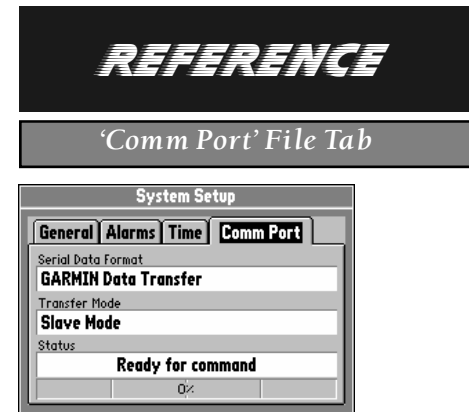 REFERENCE
‘Comm Port’ File Tab
System Setup
General Alarms Time Comm Port
Serial Data Format
GARMIN Data Transfer
Transfer Mode
Slave Mode
Status
Ready for command
0%